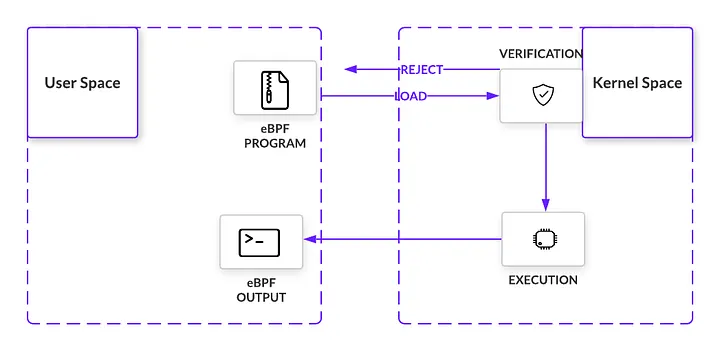 User Space
eBPF
PROGRAM
REJECT
LOAD
VERIFICATION
Kernel Space
eBPF
OUTPUT
EXECUTION